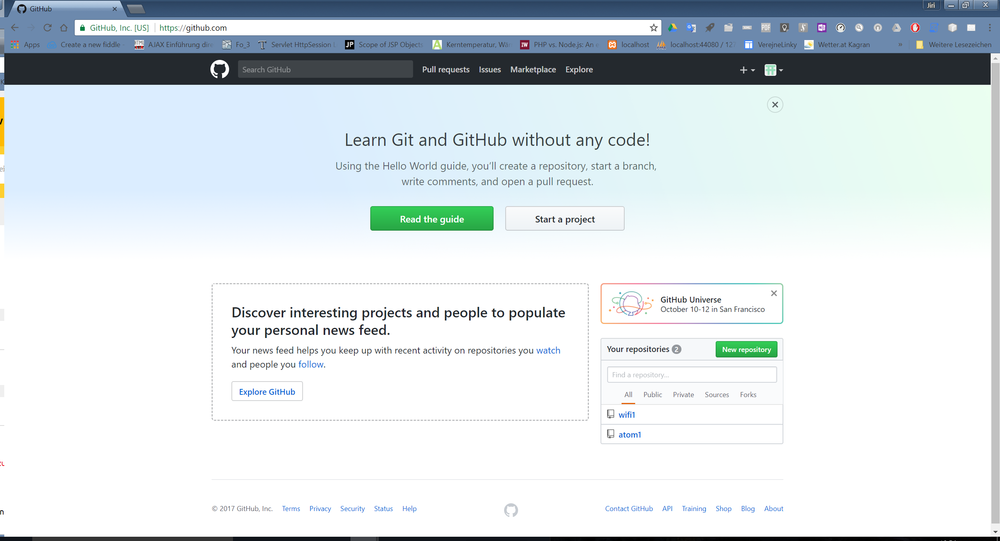 GitHub
Jiri
GitHub, Inc. [US] https://github.com
Apps Create a new fiddle - AJAX Einführung dire Fo_3 Servlet HttpSession L Scope of JSP Objects Kerntemperatur, Wär PHP vs. Node.js: An e localhost localhost:44080 / 127 VerejneLinky Wetter.at Kagran » Weitere Lesezeichen
Search GitHub Pull requests Issues Marketplace Explore
Learn Git and GitHub without any code!
Using the Hello World guide, you’ll create a repository, start a branch,
write comments, and open a pull request.
Read the guide Start a project
Discover interesting projects and people to populate
your personal news feed.
Your news feed helps you keep up with recent activity on repositories you watch
and people you follow.
Explore GitHub
GitHub Universe
October 10-12 in San Francisco
Your repositories 2 New repository
Find a repository...
All Public Private Sources Forks
wifi1
atom1
© 2017 GitHub, Inc. Terms Privacy Security Status Help
Contact GitHub API Training Shop Blog About